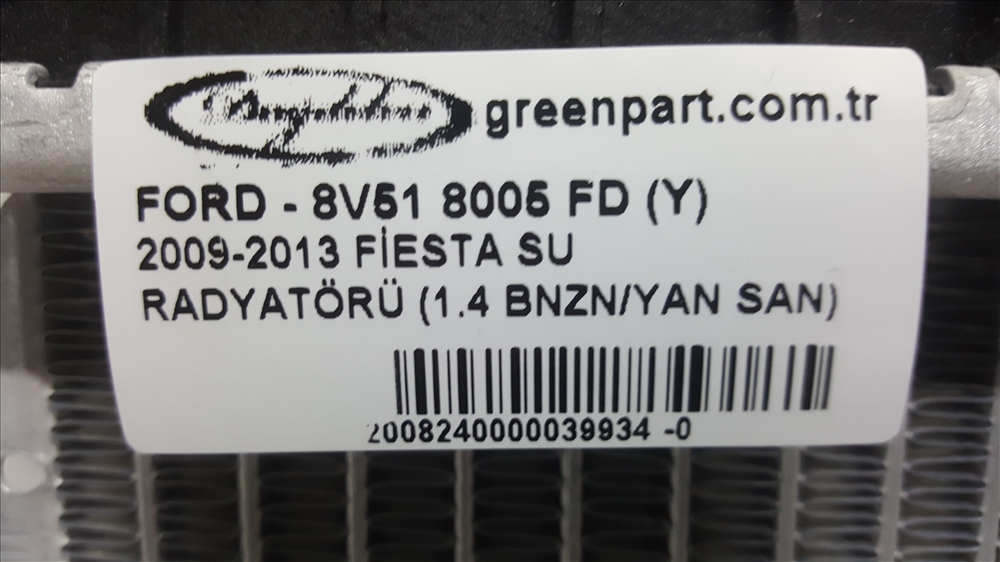 greenpart.com.tr
FORD - 8V51 8005 FD (Y)
2009-2013 FİESTA SU
RADYATÖRÜ (1.4 BNZN/YAN SAN)
2008240000039934 -0